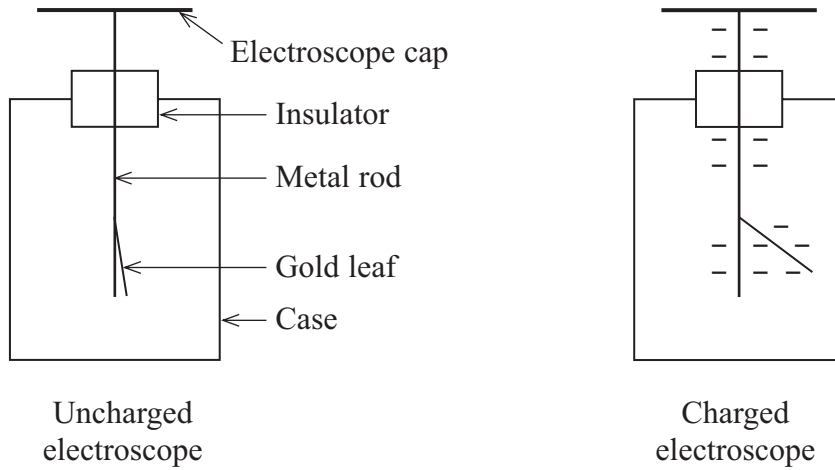 Electroscope cap
Insulator
Metal rod
Gold leaf
Case
Uncharged
electroscope
Charged
electroscope